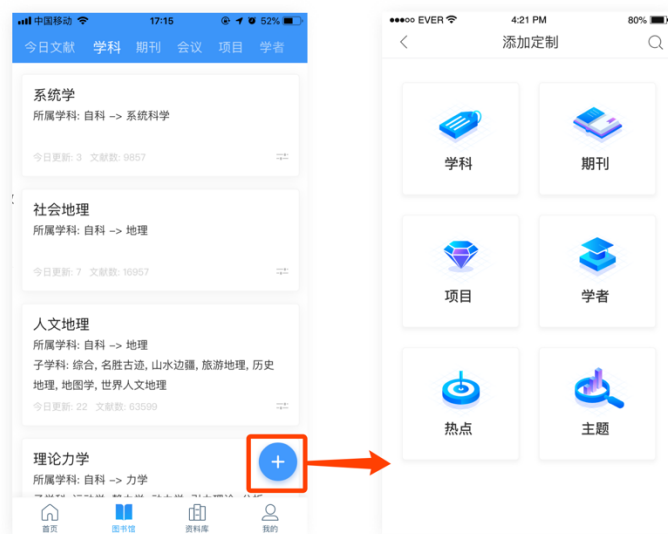 中国移动 17:15 52%
今日文献 学科 期刊 会议 项目 学者
系统学
所属学科: 自科 –> 系统科学
今日更新: 3 文献数: 9857
社会地理
所属学科: 自科 –> 地理
今日更新: 7 文献数: 16957
人文地理
所属学科: 自科 –> 地理
子学科: 综合, 名胜古迹, 山水边疆, 旅游地理, 历史
地理, 地图学, 世界人文地理
今日更新: 22 文献数: 63599
理论力学
所属学科: 自科 –> 力学
首页 图书馆 资料库 我的
EVER 4:21 PM 80%
添加定制
学科 期刊
项目 学者
热点 主题